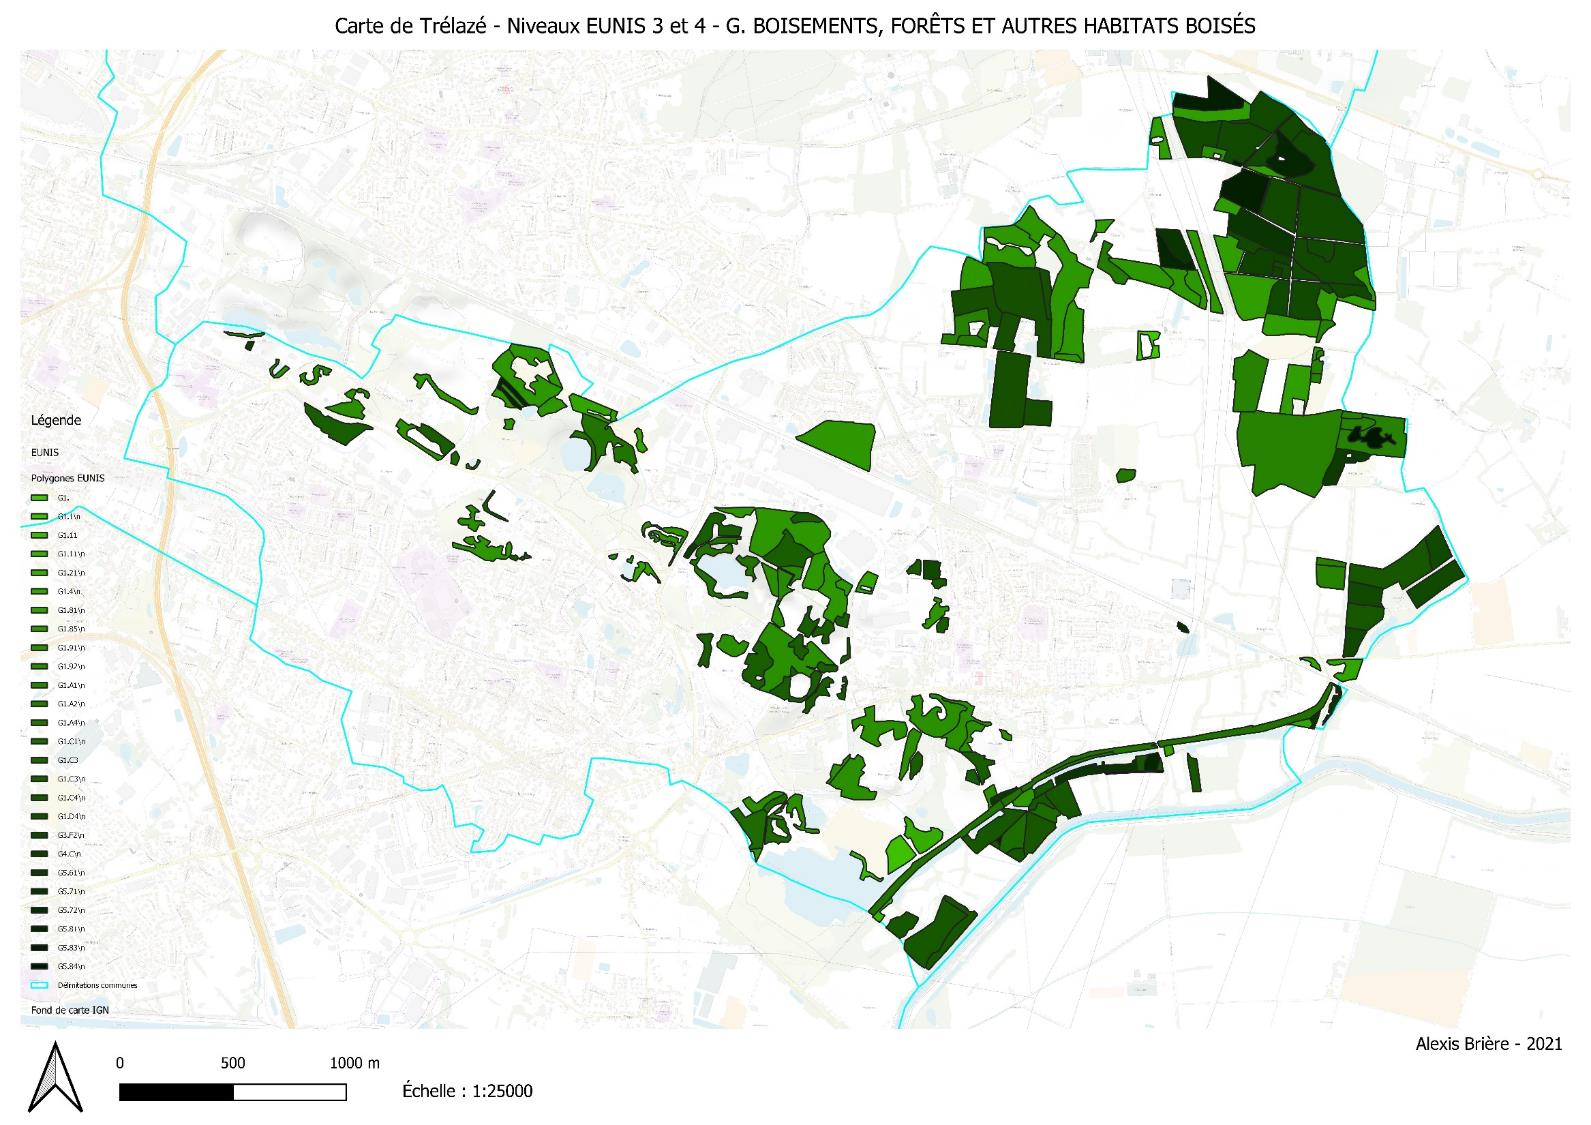 Carte de Trélazé - Niveaux EUNIS 3 et 4 - G. BOISEMENTS, FORÊTS ET AUTRES HABITATS BOISÉS
Légende
EUNIS
Polygones EUNIS
G1.
G1.1\n
G1.11
G1.11\n
G1.21\n
G1.4\n
G1.81\n
G1.85\n
G1.91\n
G1.92\n
G1.A1\n
G1.A2\n
G1.A4\n
G1.C1\n
G1.C3
G1.C3\n
G1.C4\n
G1.D4\n
G3.F2\n
G4.C\n
G5.61\n
G5.71\n
G5.72\n
G5.81\n
G5.83\n
G5.84\n
Délimitations communes
Fond de carte IGN
Alexis Brière - 2021
0 500 1000 m
Échelle : 1:25000